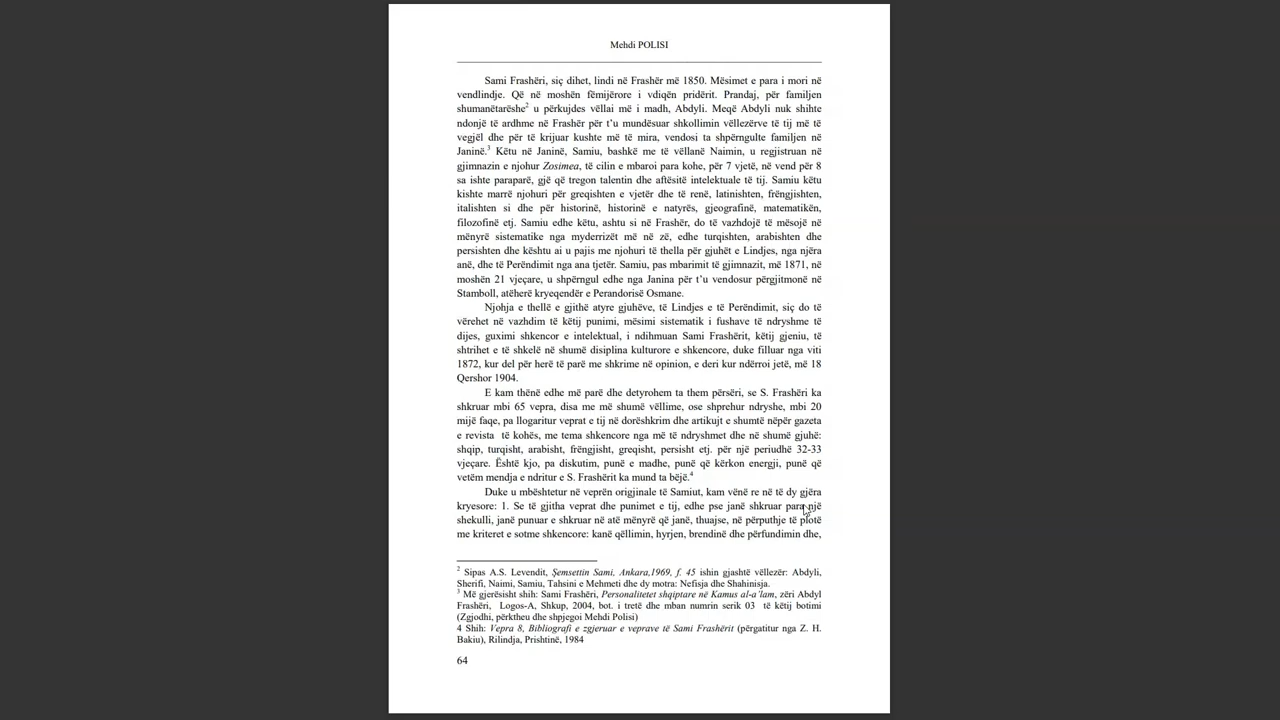 Mehdi POLISI
Sami Frashëri, siç dihet, lindi në Frashër më 1850. Mësimet e para i mori në
vendlindje. Që në moshën fëmijërore i vdiqën pridërit. Prandaj, për familjen
shumanëtarëshe2 u përkujdes vëllai më i madh, Abdyli. Meqë Abdyli nuk shihte
ndonjë të ardhme në Frashër për t’u mundësuar shkollimin vëllezërve të tij më të
vegjël dhe për të krijuar kushte më të mira, vendosi ta shpërngulte familjen në
Janinë.3 Këtu në Janinë, Samiu, bashkë me të vëllanë Naimin, u regjistruan në
gjimnazin e njohur Zosimea, të cilin e mbaroi para kohe, për 7 vjetë, në vend për 8
sa ishte paraparë, gjë që tregon talentin dhe aftësitë intelektuale të tij. Samiu këtu
kishte marrë njohuri për greqishten e vjetër dhe të renë, latinishten, frëngjishten,
italishten si dhe për historinë, historinë e natyrës, gjeografinë, matematikën,
filozofinë etj. Samiu edhe këtu, ashtu si në Frashër, do të vazhdojë të mësojë në
mënyrë sistematike nga myderrizët më në zë, edhe turqishten, arabishten dhe
persishten dhe kështu ai u pajis me njohuri të thella për gjuhët e Lindjes, nga njëra
anë, dhe të Perëndimit nga ana tjetër. Samiu, pas mbarimit të gjimnazit, më 1871, në
moshën 21 vjeçare, u shpërngul edhe nga Janina për t’u vendosur përgjitmonë në
Stamboll, atëherë kryeqendër e Perandorisë Osmane.
Njohja e thellë e gjithë atyre gjuhëve, të Lindjes e të Perëndimit, siç do të
vërehet në vazhdim të këtij punimi, mësimi sistematik i fushave të ndryshme të
dijes, guximi shkencor e intelektual, i ndihmuan Sami Frashërit, këtij gjeniu, të
shtrihet e të shkelë në shumë disiplina kulturore e shkencore, duke filluar nga viti
1872, kur del për herë të parë me shkrime në opinion, e deri kur ndërroi jetë, më 18
Qershor 1904.
E kam thënë edhe më parë dhe detyrohem ta them përsëri, se S. Frashëri ka
shkruar mbi 65 vepra, disa me më shumë vëllime, ose shprehur ndryshe, mbi 20
mijë faqe, pa llogaritur veprat e tij në dorëshkrim dhe artikujt e shumtë nëpër gazeta
e revista të kohës, me tema shkencore nga më të ndryshmet dhe në shumë gjuhë:
shqip, turqisht, arabisht, frëngjisht, greqisht, persisht etj. për një periudhë 32-33
vjeçare. Është kjo, pa diskutim, punë e madhe, punë që kërkon energji, punë që
vetëm mendja e ndritur e S. Frashërit ka mund ta bëjë.4
Duke u mbështetur në veprën origjinale të Samiut, kam vënë re në të dy gjëra
kryesore: 1. Se të gjitha veprat dhe punimet e tij, edhe pse janë shkruar para një
shekulli, janë punuar e shkruar në atë mënyrë që janë, thuajse, në përputhje të plotë
me kriteret e sotme shkencore: kanë qëllimin, hyrjen, brendinë dhe përfundimin dhe,
2 Sipas A.S. Levendit, Şemsettin Sami, Ankara,1969, f. 45 ishin gjashtë vëllezër: Abdyli,
Sherifi, Naimi, Samiu, Tahsini e Mehmeti dhe dy motra: Nefisja dhe Shahinisja.
3 Më gjerësisht shih: Sami Frashëri, Personalitetet shqiptare në Kamus al-a’lam, zëri Abdyl
Frashëri, Logos-A, Shkup, 2004, bot. i tretë dhe mban numrin serik 03 të këtij botimi
(Zgjodhi, përktheu dhe shpjegoi Mehdi Polisi)
4 Shih: Vepra 8, Bibliografi e zgjeruar e veprave të Sami Frashërit (përgatitur nga Z. H.
Bakiu), Rilindja, Prishtinë, 1984
64